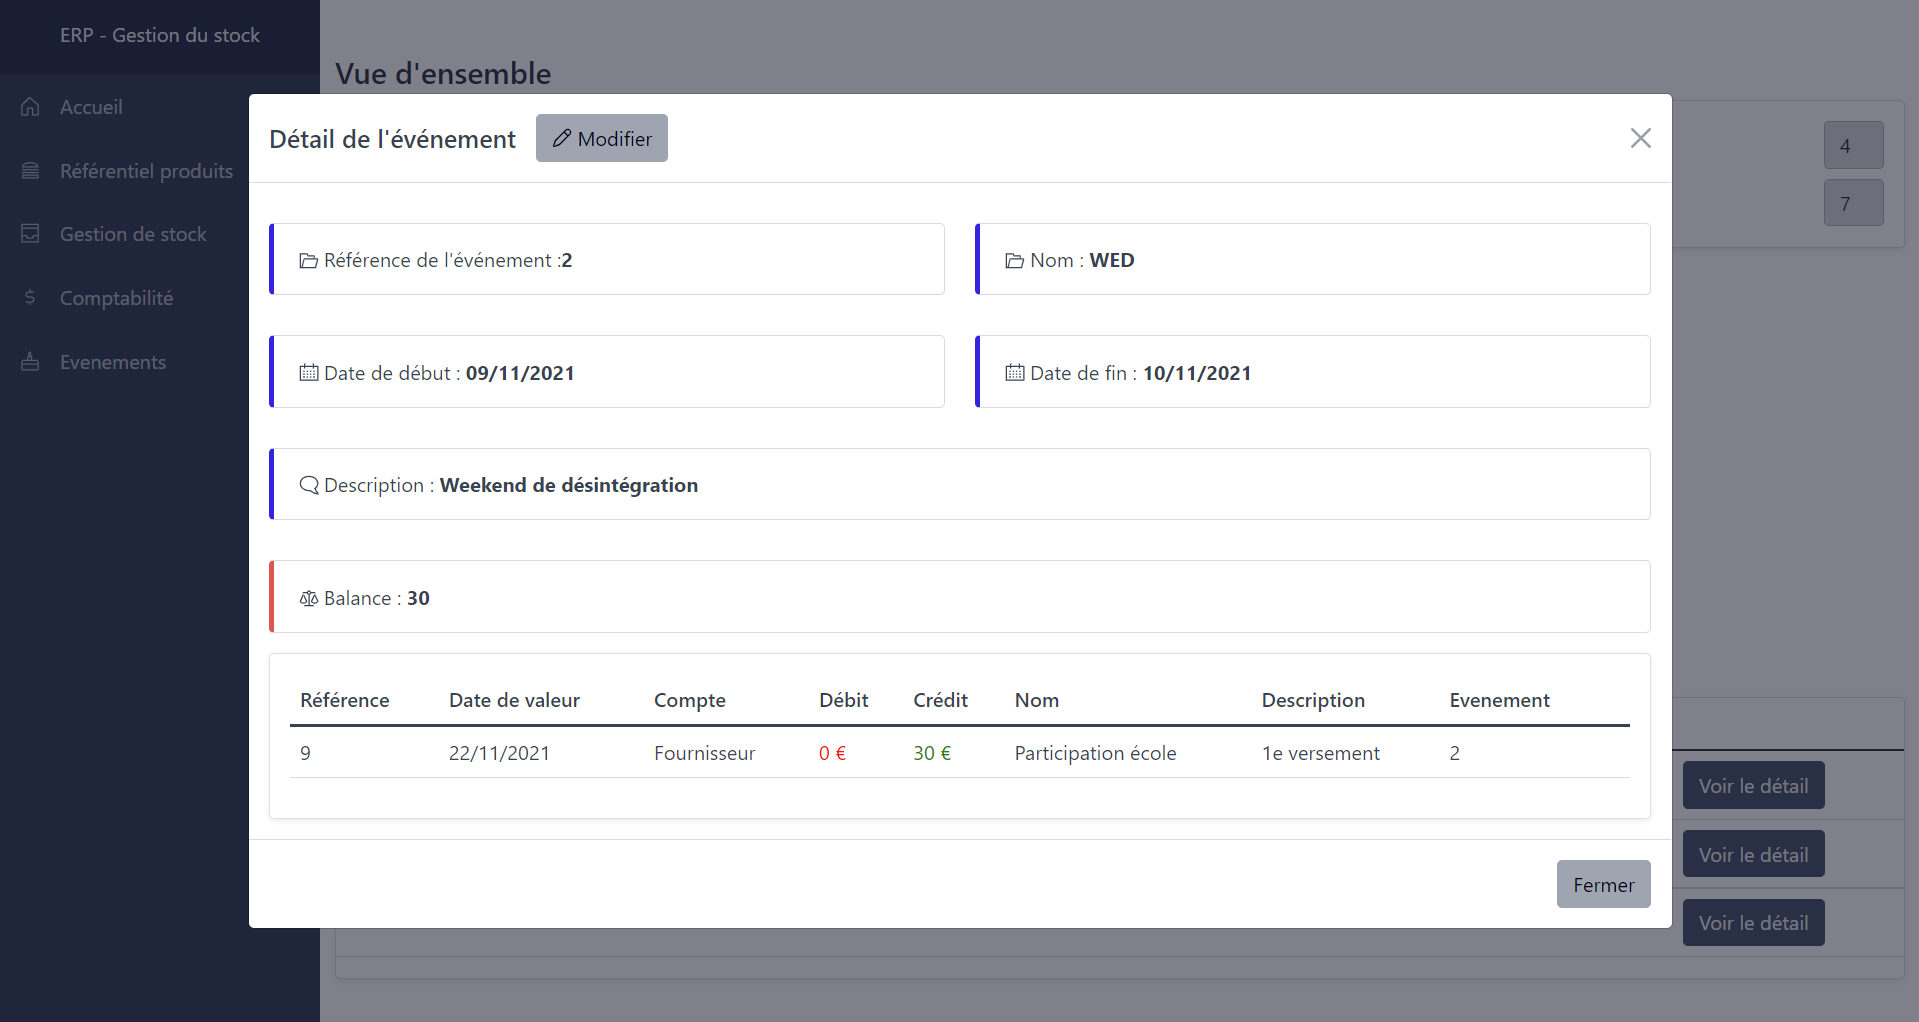 ERP - Gestion du stock
Accueil
Référentiel produits
Gestion de stock
Comptabilité
Evenements
Vue d'ensemble
4
7
Détail de l'événement
Modifier
Référence de l'événement :2
Nom : WED
Date de début : 09/11/2021
Date de fin : 10/11/2021
Description : Weekend de désintégration
Balance : 30
Référence Date de valeur Compte Débit Crédit Nom Description Evenement
9 22/11/2021 Fournisseur 0 € 30 € Participation école 1e versement 2
Fermer
Voir le détail
Voir le détail
Voir le détail